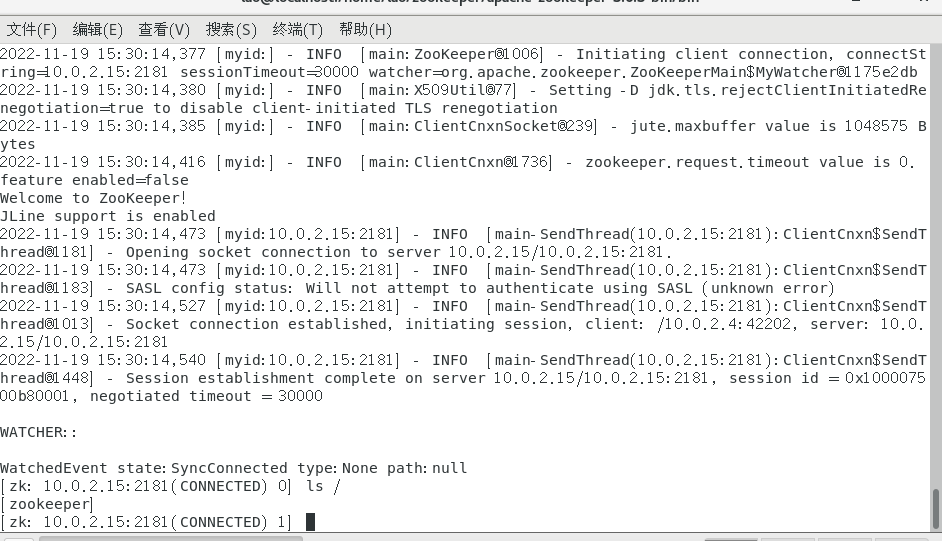 文件(F) 编辑(E) 查看(V) 搜索(S) 终端(T) 帮助(H)
2022-11-19 15:30:14,377 [myid:] - INFO  [main:ZooKeeper@1006] - Initiating client connection, connectSt
ring=10.0.2.15:2181 sessionTimeout=30000 watcher=org.apache.zookeeper.ZooKeeperMain$MyWatcher@1175e2db
2022-11-19 15:30:14,380 [myid:] - INFO  [main:X509Util@77] - Setting -D jdk.tls.rejectClientInitiatedRe
negotiation=true to disable client-initiated TLS renegotiation
2022-11-19 15:30:14,385 [myid:] - INFO  [main:ClientCnxnSocket@239] - jute.maxbuffer value is 1048575 B
ytes
2022-11-19 15:30:14,416 [myid:] - INFO  [main:ClientCnxn@1736] - zookeeper.request.timeout value is 0.
feature enabled=false
Welcome to ZooKeeper!
JLine support is enabled
2022-11-19 15:30:14,473 [myid:10.0.2.15:2181] - INFO  [main-SendThread(10.0.2.15:2181):ClientCnxn$SendT
hread@1181] - Opening socket connection to server 10.0.2.15/10.0.2.15:2181.
2022-11-19 15:30:14,473 [myid:10.0.2.15:2181] - INFO  [main-SendThread(10.0.2.15:2181):ClientCnxn$SendT
hread@1183] - SASL config status: Will not attempt to authenticate using SASL (unknown error)
2022-11-19 15:30:14,527 [myid:10.0.2.15:2181] - INFO  [main-SendThread(10.0.2.15:2181):ClientCnxn$SendT
hread@1013] - Socket connection established, initiating session, client: /10.0.2.4:42202, server: 10.0.
2.15/10.0.2.15:2181
2022-11-19 15:30:14,540 [myid:10.0.2.15:2181] - INFO  [main-SendThread(10.0.2.15:2181):ClientCnxn$SendT
hread@1448] - Session establishment complete on server 10.0.2.15/10.0.2.15:2181, session id = 0x1000075
00b80001, negotiated timeout = 30000
WATCHER::
WatchedEvent state:SyncConnected type:None path:null
[zk: 10.0.2.15:2181(CONNECTED) 0] ls /
[zookeeper]
[zk: 10.0.2.15:2181(CONNECTED) 1]